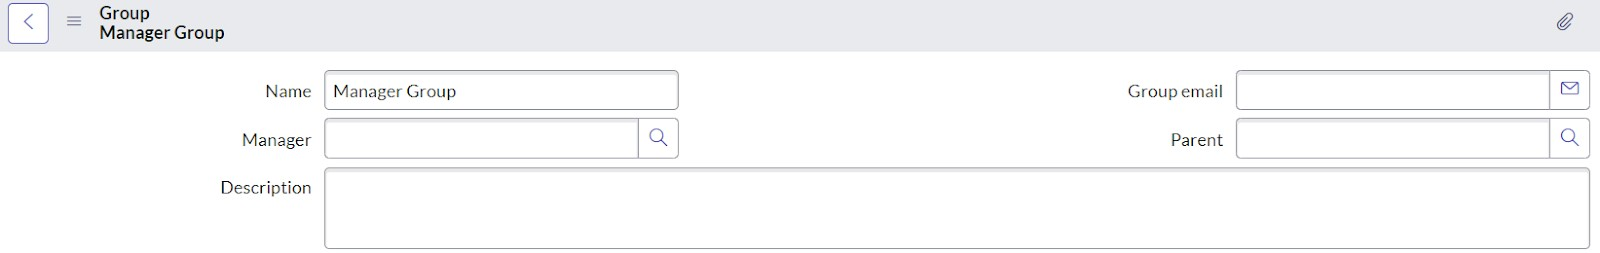 Group
Manager Group
Name Manager Group
Group email
Manager
Parent
Description